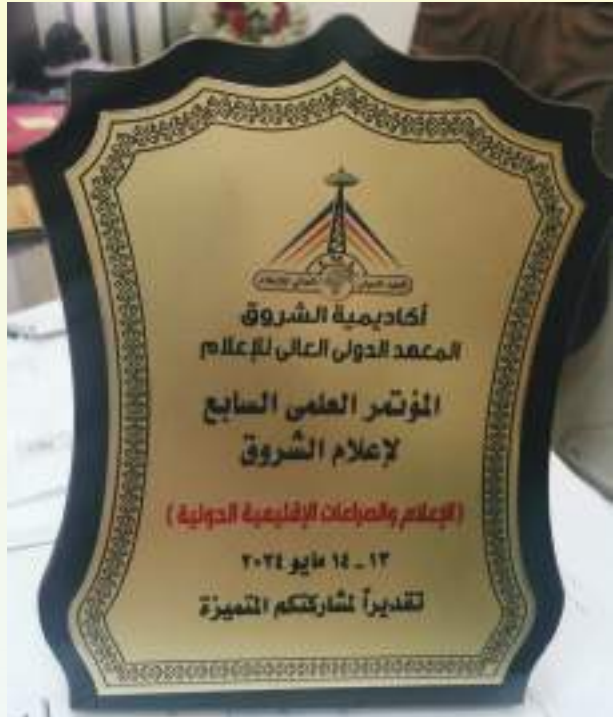 أكاديمية الشروق
المعهد الدولى العالى للإعلام
المؤتمر العلمى السابع
لإعلام الشروق
(الإعلام والصراعات الإقليمية الدولية)
١٣ - ١٤ مايو ٢٠٢٤
تقديراً لمشاركتكم المتميزة